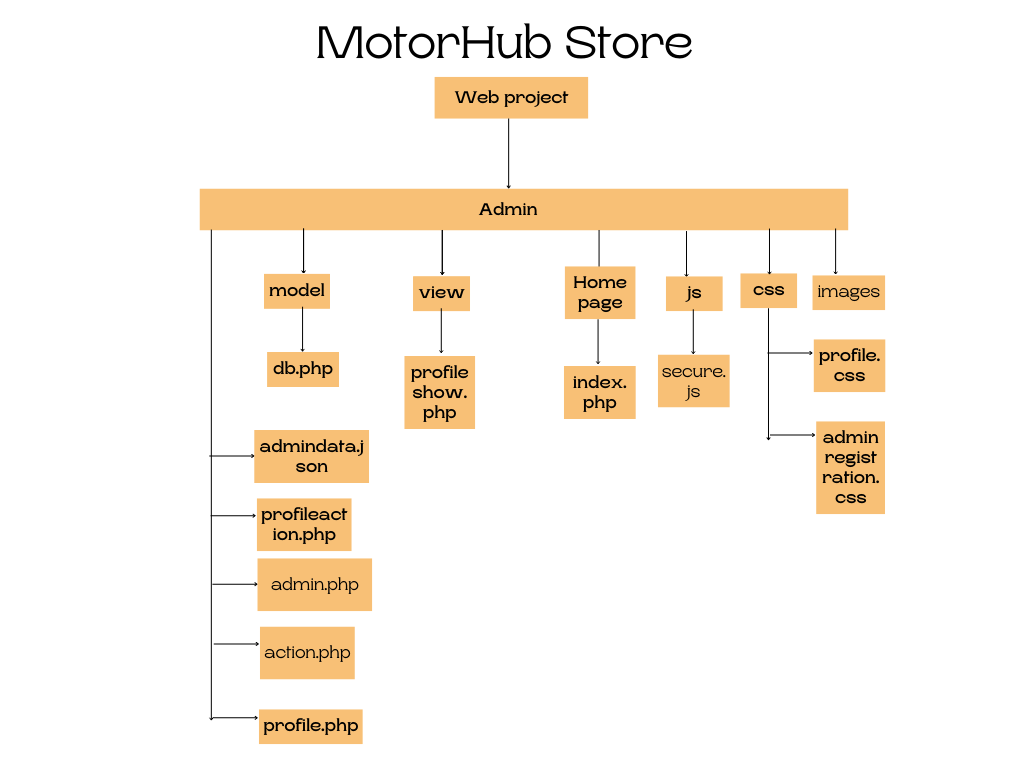 MotorHub Store
Web project
Admin
model
view
Home
page
js
css
images
db.php
profile
show.
php
index.
php
secure.
js
profile.
css
admin
regist
ration.
css
admindata.j
son
profileact
ion.php
admin.php
action.php
profile.php